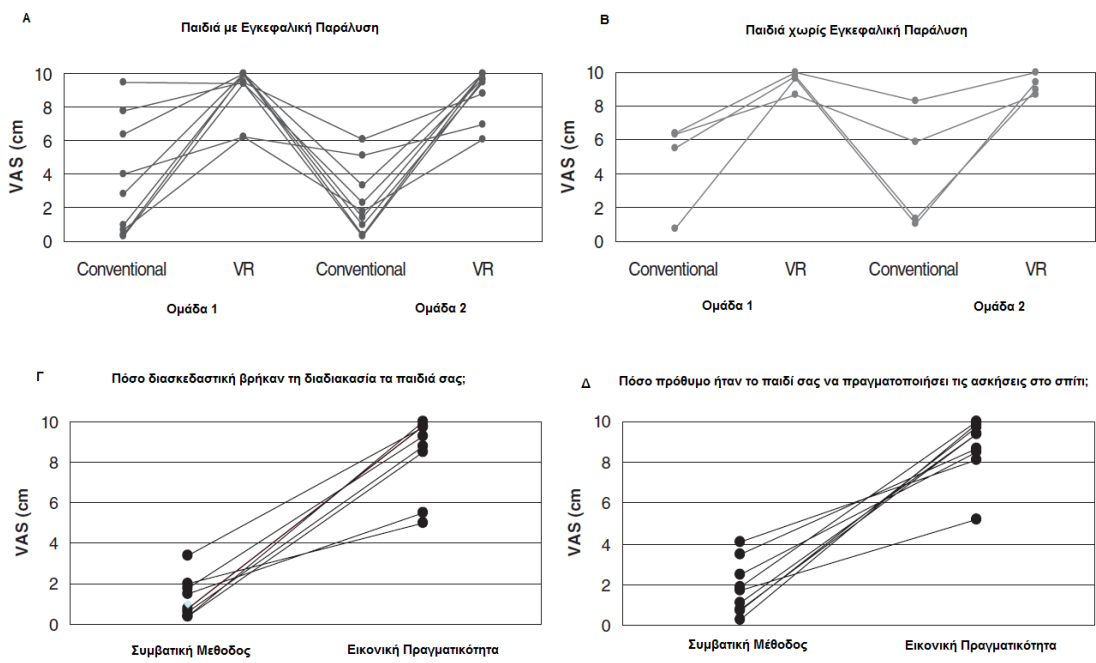 Α
Παιδιά με Εγκεφαλική Παράλυση
VAS (cm)
10
8
6
4
2
0
Conventional VR Conventional VR
Ομάδα 1 Ομάδα 2
Β
Παιδιά χωρίς Εγκεφαλική Παράλυση
VAS (cm)
10
8
6
4
2
0
Conventional VR Conventional VR
Ομάδα 1 Ομάδα 2
Γ
Πόσο διασκεδαστική βρήκαν τη διαδιακασία τα παιδιά σας;
VAS (cm)
10
8
6
4
2
0
Συμβατική Μεθοδος Εικονική Πραγματικότητα
Δ
Πόσο πρόθυμο ήταν το παιδί σας να πραγματοποιήσει τις ασκήσεις στο σπίτι;
VAS (cm)
10
8
6
4
2
0
Συμβατική Μέθοδος Εικονική Πραγματικότητα